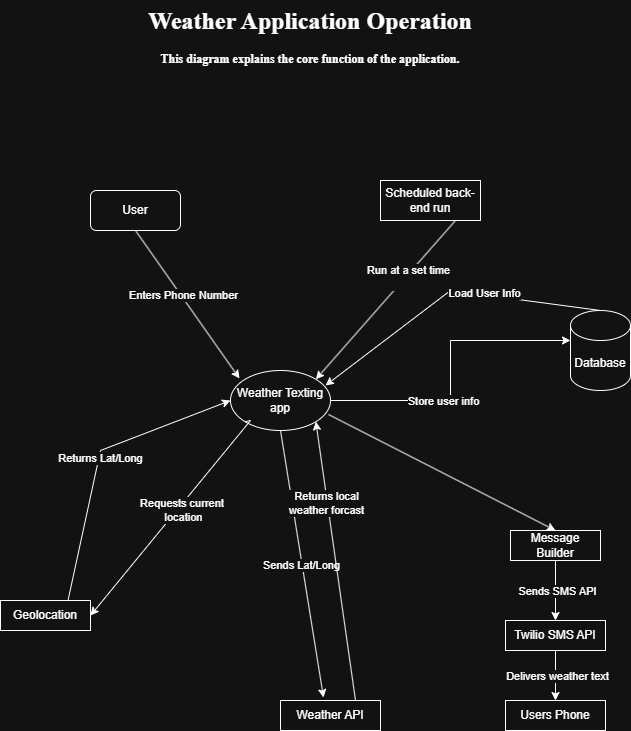 Weather Application Operation
This diagram explains the core function of the application.
User
Scheduled back-
end run
Run at a set time
Enters Phone Number
Load User Info
Database
Weather Texting
app
Store user info
Returns Lat/Long
Requests current
location
Returns local
weather forcast
Sends Lat/Long
Message
Builder
Sends SMS API
Geolocation
Twilio SMS API
Delivers weather text
Weather API
Users Phone